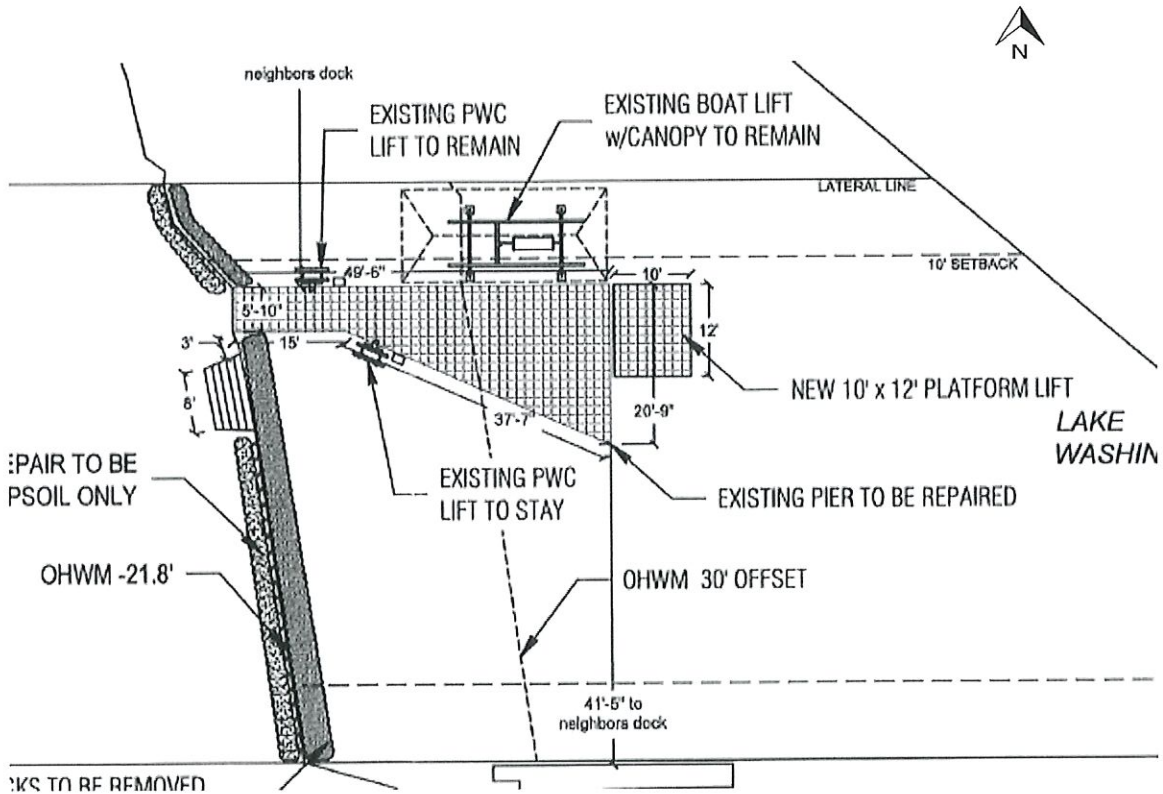 N
neighbors dock
EXISTING PWC
LIFT TO REMAIN
EXISTING BOAT LIFT
w/CANOPY TO REMAIN
LATERAL LINE
10' SETBACK
49'-6"
10'
5'-10"
12'
3'
15'
8'
NEW 10' x 12' PLATFORM LIFT
20'-9"
37'-7"
LAKE
WASHIN
EPAIR TO BE
PSOIL ONLY
EXISTING PWC
LIFT TO STAY
EXISTING PIER TO BE REPAIRED
OHWM -21.8'
OHWM 30' OFFSET
41'-5" to
neighbors dock
CKS TO BE REMOVED